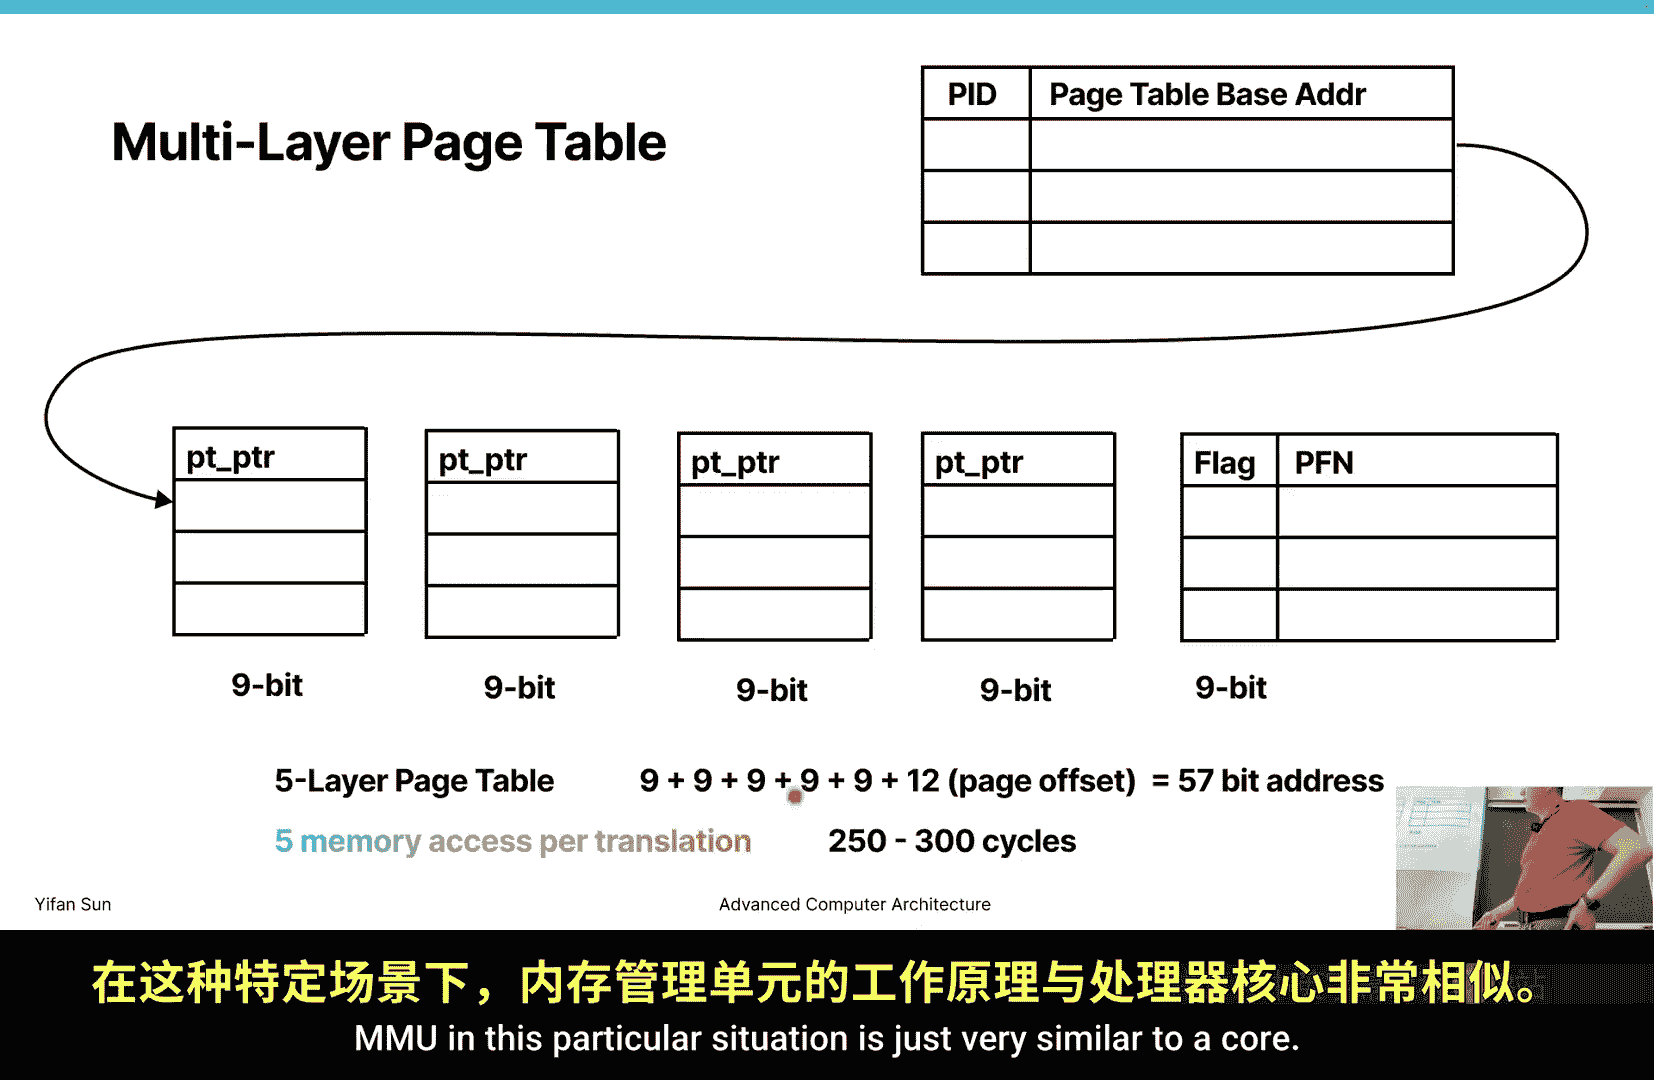 Multi-Layer Page Table
PID
Page Table Base Addr
pt_ptr
pt_ptr
pt_ptr
pt_ptr
Flag
PFN
9-bit
9-bit
9-bit
9-bit
9-bit
5-Layer Page Table
9 + 9 + 9 + 9 + 9 + 12 (page offset) = 57 bit address
5 memory access per translation
250 - 300 cycles
Yifan Sun
Advanced Computer Architecture
在这种特定场景下，内存管理单元的工作原理与处理器核心非常相似。
MMU in this particular situation is just very similar to a core.